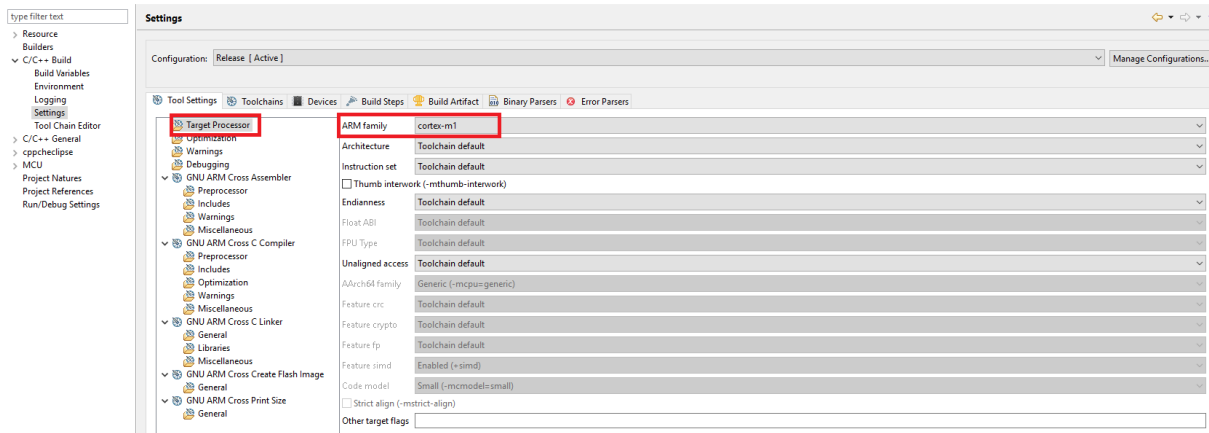 type filter text
Resource
Builders
C/C++ Build
Build Variables
Environment
Logging
Settings
Tool Chain Editor
C/C++ General
cppcheclipse
MCU
Project Natures
Project References
Run/Debug Settings
Settings
Configuration: Release [ Active ]
Manage Configurations..
Tool Settings Toolchains Devices Build Steps Build Artifact Binary Parsers Error Parsers
Target Processor
Optimization
Warnings
Debugging
GNU ARM Cross Assembler
Preprocessor
Includes
Warnings
Miscellaneous
GNU ARM Cross C Compiler
Preprocessor
Includes
Optimization
Warnings
Miscellaneous
GNU ARM Cross C Linker
General
Libraries
Miscellaneous
GNU ARM Cross Create Flash Image
General
GNU ARM Cross Print Size
General
ARM family cortex-m1
Architecture Toolchain default
Instruction set Toolchain default
Thumb interwork (-mthumb-interwork)
Endianness Toolchain default
Float ABI Toolchain default
FPU Type Toolchain default
Unaligned access Toolchain default
AArch64 family Generic (-mcpu=generic)
Feature crc Toolchain default
Feature crypto Toolchain default
Feature fp Toolchain default
Feature simd Enabled (+simd)
Code model Small (-mcmodel=small)
Strict align (-mstrict-align)
Other target flags